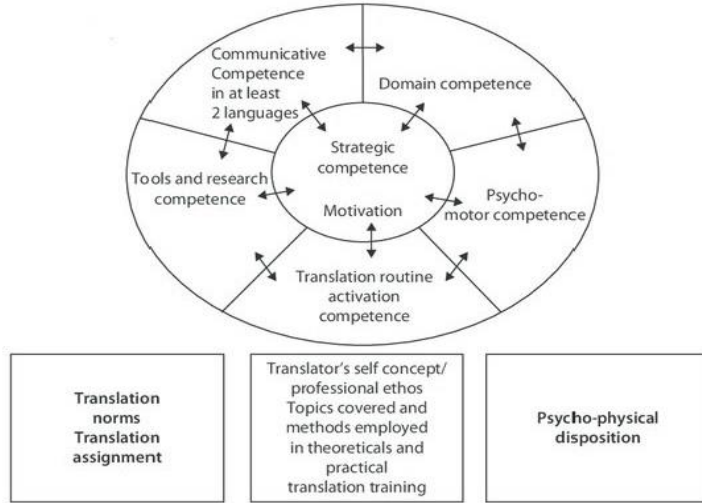 Communicative
Competence
in at least
2 languages
Domain competence
Strategic
competence
Tools and research
competence
Motivation
Psycho-
motor competence
Translation routine
activation
competence
Translation
norms
Translation
assignment
Translator's self concept/
professional ethos
Topics covered and
methods employed
in theoreticals and
practical
translation training
Psycho-physical
disposition